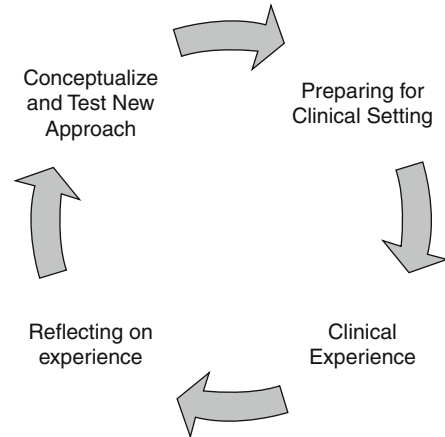 Conceptualize
and Test New
Approach
Preparing for
Clinical Setting
Clinical
Experience
Reflecting on
experience